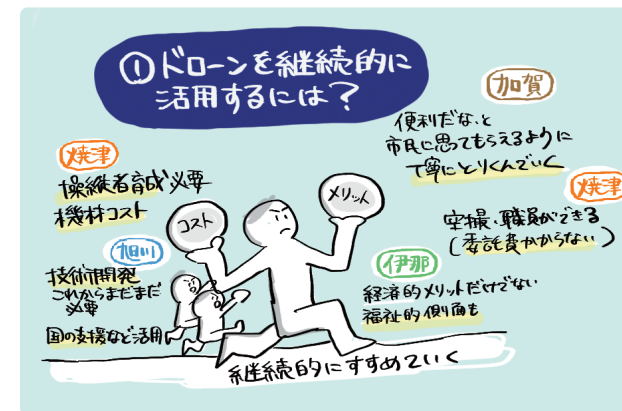 ①ドローンを継続的に
活用するには？
焼津
操縦者育成必要
機材コスト
旭川
技術開発
これからまだまだ
必要
国の支援など活用し
コスト
メリット
加賀
便利だな、と
市民に思ってもらえるように
丁寧にとりくんでいく
焼津
空撮、職員ができる
(委託費かからない)
伊那
経済的メリットだけでない
福祉的側面も
継続的にすすめていく